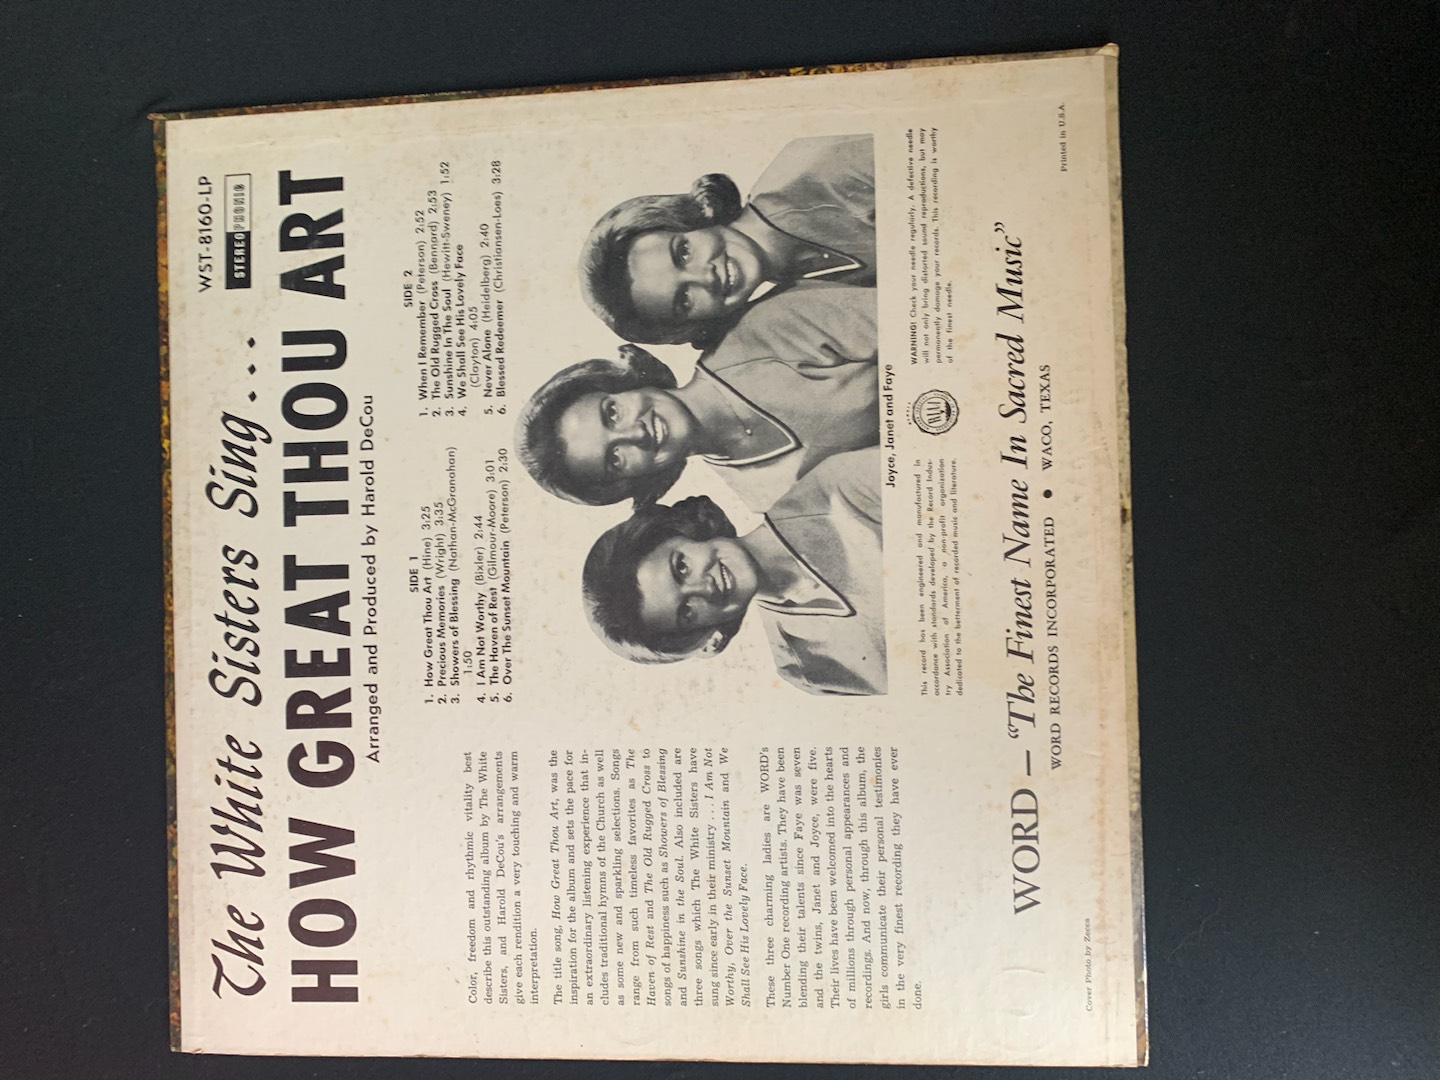 The White Sisters Sing...
WST-8160-LP
STEREOPHONIC
HOW GREAT THOU ART
Arranged and Produced by Harold DeCou
Color, freedom and rhythmic vitality best
describe this outstanding album by The White
Sisters, and Harold DeCou's arrangements
give each rendition a very touching and warm
interpretation.
The title song, How Great Thou Art, was the
inspiration for the album and sets the pace for
an extraordinary listening experience that in-
cludes traditional hymns of the Church as well
as some new and sparkling selections. Songs
range from such timeless favorites as The
Haven of Rest and The Old Rugged Cross to
songs of happiness such as Showers of Blessing
and Sunshine in the Soul. Also included are
three songs which The White Sisters have
sung since early in their ministry . . . I Am Not
Worthy, Over the Sunset Mountain and We
Shall See His Lovely Face.
These three charming ladies are WORD's
Number One recording artists. They have been
blending their talents since Faye was seven
and the twins, Janet and Joyce, were five.
Their lives have been welcomed into the hearts
of millions through personal appearances and
recordings. And now, through this album, the
girls communicate their personal testimonies
in the very finest recording they have ever
done.
SIDE 1
1. How Great Thou Art (Hine) 3:25
2. Precious Memories (Wright) 3:35
3. Showers of Blessing (Nathan-McGranahan)
1:50
4. I Am Not Worthy (Bixler) 2:44
5. The Haven of Rest (Gilmour-Moore) 3:01
6. Over The Sunset Mountain (Peterson) 2:30
SIDE 2
1. When I Remember (Peterson) 2:52
2. The Old Rugged Cross (Bennard) 2:53
3. Sunshine In The Soul (Hewitt-Sweney) 1:52
4. We Shall See His Lovely Face
(Clayton) 4:05
5. Never Alone (Heidelberg) 2:40
6. Blessed Redeemer (Christiansen-Loes) 3:28
Joyce, Janet and Faye
This record has been engineered and manufactured in
accordance with standards developed by the Record Indus-
try Association of America, a non-profit organization
dedicated to the betterment of recorded music and literature.
RIAA
WARNING! Check your needle regularly. A defective needle
will not only bring distorted sound reproductions, but may
permanently damage your records. This recording is worthy
of the finest needle.
WORD — "The Finest Name In Sacred Music"
WORD RECORDS INCORPORATED • WACO, TEXAS
Cover Photo by Zecca
Printed in U.S.A.